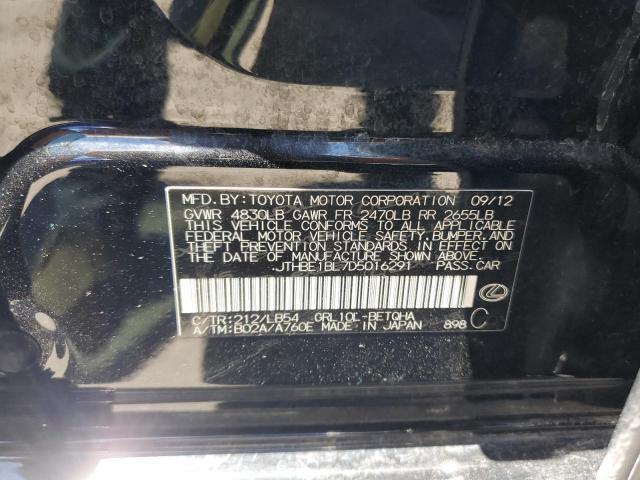 MFD. BY: TOYOTA MOTOR CORPORATION 09/12
GVWR 4830LB GAWR FR 2470LB RR 2655LB
THIS VEHICLE CONFORMS TO ALL APPLICABLE
FEDERAL MOTOR VEHICLE SAFETY, BUMPER, AND
THEFT PREVENTION STANDARDS IN EFFECT ON
THE DATE OF MANUFACTURE SHOWN ABOVE.
JTHBE1BL7D5016291 PASS.CAR
C/TR:212/LB54 GRL10L-BETQHA
A/TM:B02A/A760E MADE IN JAPAN 898 C